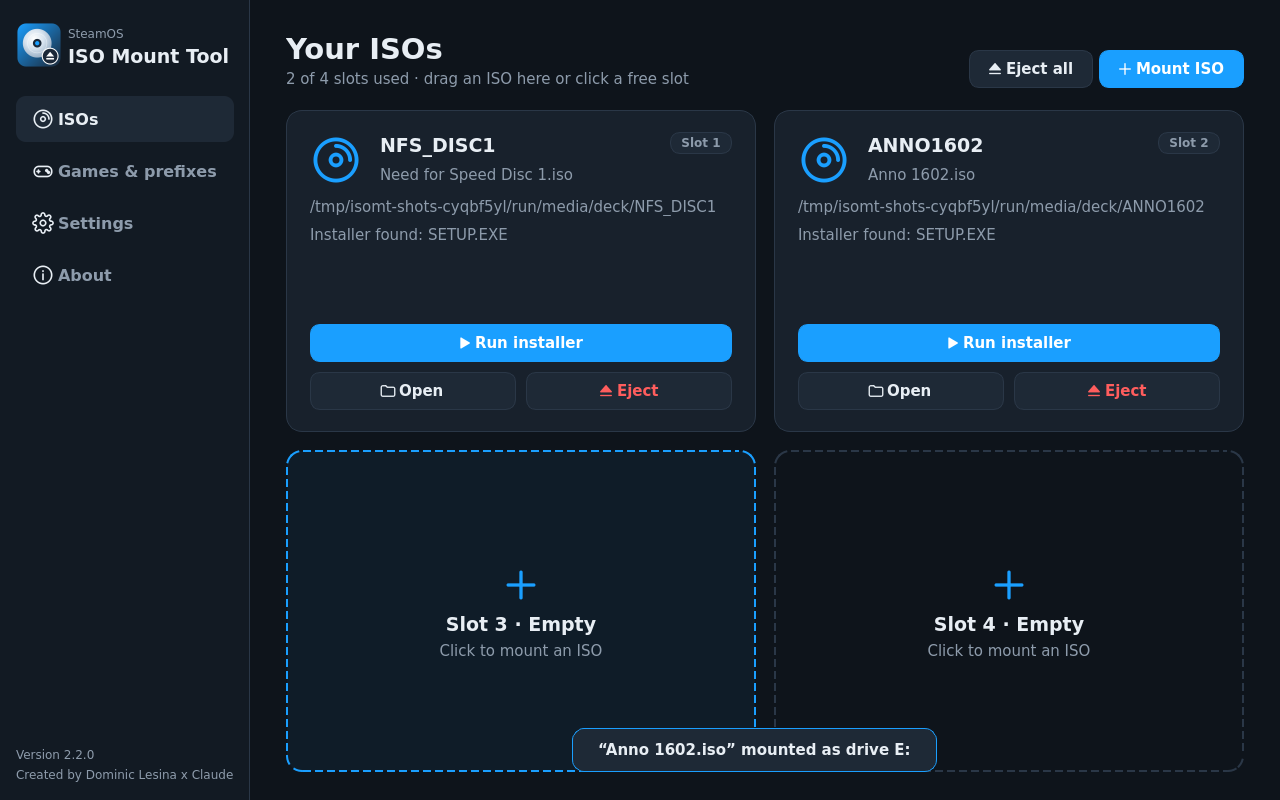 SteamOS
ISO Mount Tool
ISOs
Games & prefixes
Settings
About
Version 2.2.0
Created by Dominic Lesina x Claude
Your ISOs
2 of 4 slots used · drag an ISO here or click a free slot
Eject all
Mount ISO
NFS_DISC1
Slot 1
Need for Speed Disc 1.iso
/tmp/isomt-shots-cyqbf5yl/run/media/deck/NFS_DISC1
Installer found: SETUP.EXE
Run installer
Open
Eject
ANNO1602
Slot 2
Anno 1602.iso
/tmp/isomt-shots-cyqbf5yl/run/media/deck/ANNO1602
Installer found: SETUP.EXE
Run installer
Open
Eject
Slot 3 · Empty
Click to mount an ISO
Slot 4 · Empty
Click to mount an ISO
“Anno 1602.iso” mounted as drive E: